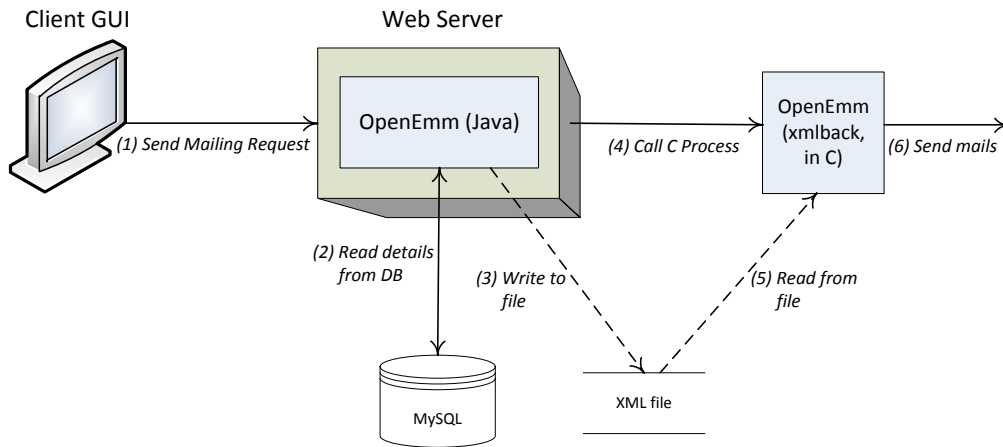 Client GUI
Web Server
OpenEmm (Java)
OpenEmm
(xmlback,
in C)
(1) Send Mailing Request
(4) Call C Process
(6) Send mails
(2) Read details
from DB
(3) Write to
file
(5) Read from
file
MySQL
XML file